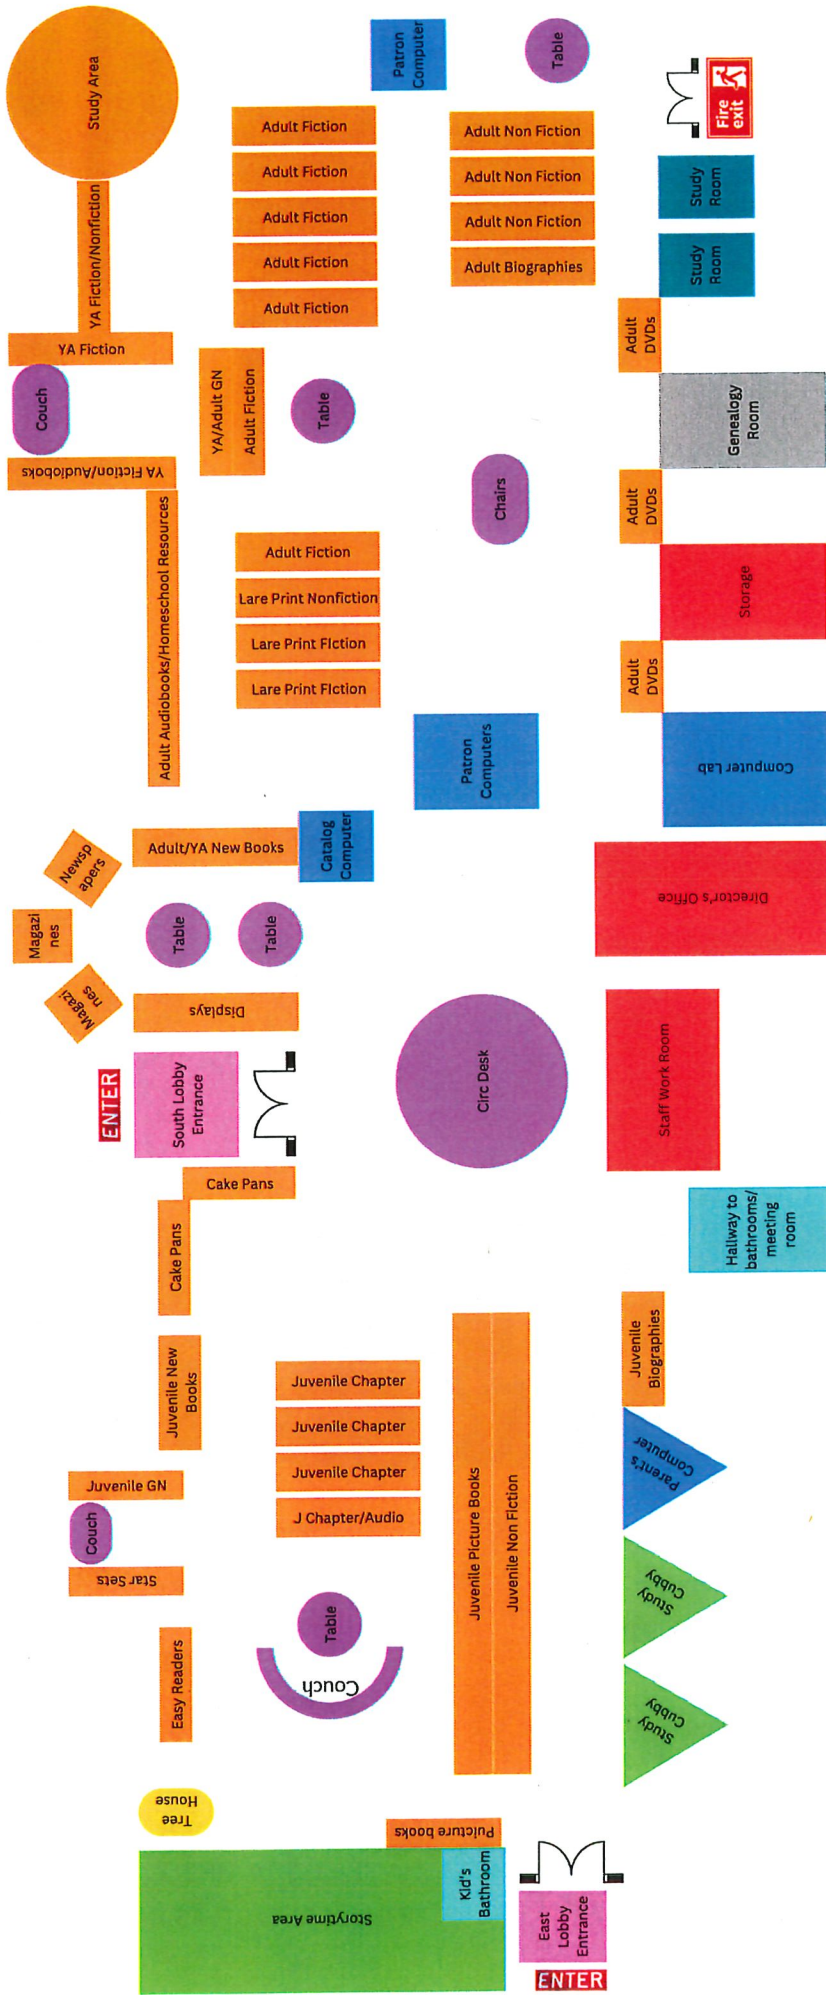 Study Area
Patron
Computer
Table
Fire
exit
YA Fiction/Nonfiction
Adult Fiction
Adult Fiction
Adult Fiction
Adult Fiction
Adult Fiction
Adult Non Fiction
Adult Non Fiction
Adult Non Fiction
Adult Biographies
Study
Room
Study
Room
YA Fiction
Couch
YA Fiction/Audioboks
YA/Adult GN
Adult Fiction
Table
Chairs
Adult
DVDs
Genealogy
Room
Adult
DVDs
Storage
Adult
DVDs
Computer Lab
Adult Audiobooks/Homeschool Resources
Adult Fiction
Lare Print Nonfiction
Lare Print FIction
Lare Print FIction
Patron
Computers
Newsp
apers
Magazi
nes
Magazi
nes
Adult/YA New Books
Catalog
Computer
Table
Table
Displays
Director's Office
ENTER
South Lobby
Entrance
Circ Desk
Staff Work Room
Cake Pans
Cake Pans
Hallway to
bathrooms/
meeting
room
Juvenile New
Books
Juvenile GN
Couch
Star Sets
Easy Readers
Juvenile Chapter
Juvenile Chapter
Juvenile Chapter
J Chapter/Audio
Table
Couch
Juvenile Picture Books
Juvenile Non Fiction
Juvenile
Biographies
Parent's
Computer
Study
Cubby
Study
Cubby
Tree
House
Puicture books
Storytime Area
Kid's
Bathroom
East
Lobby
Entrance
ENTER